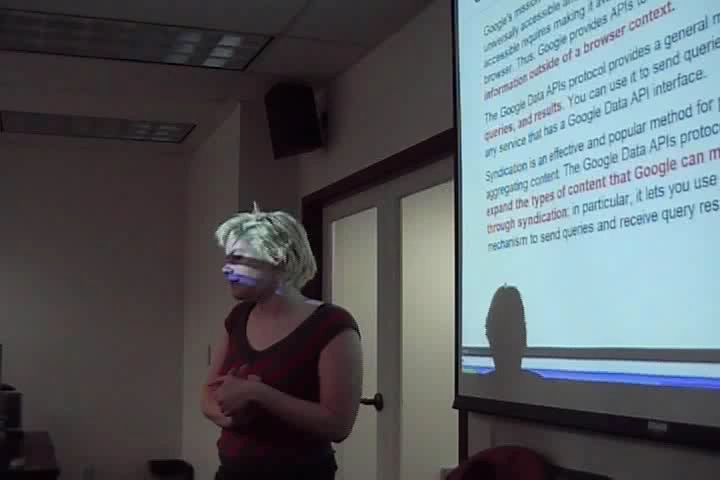 Google's mission
universally accessible
accessible requires making it
browser. Thus, Google provides APIs to
information outside of a browser context.
The Google Data APIs protocol provides a general
queries, and results. You can use it to send queries
any service that has a Google Data API interface.
Syndication is an effective and popular method for
aggregating content. The Google Data APIs
expand the types of content that Google can
through syndication; in particular, it lets you use
mechanism to send queries and receive query